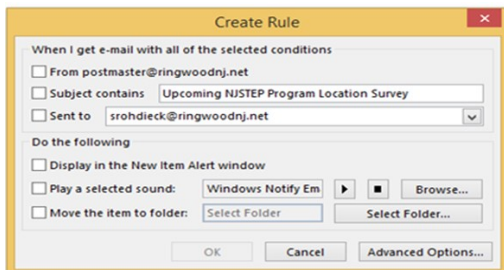 Create Rule
When I get e-mail with all of the selected conditions
From postmaster@ringwoodnj.net
Subject contains Upcoming NJSTEP Program Location Survey
Sent to srohdieck@ringwoodnj.net
Do the following
Display in the New Item Alert window
Play a selected sound: Windows Notify Em Browse...
Move the item to folder: Select Folder Select Folder...
OK Cancel Advanced Options...